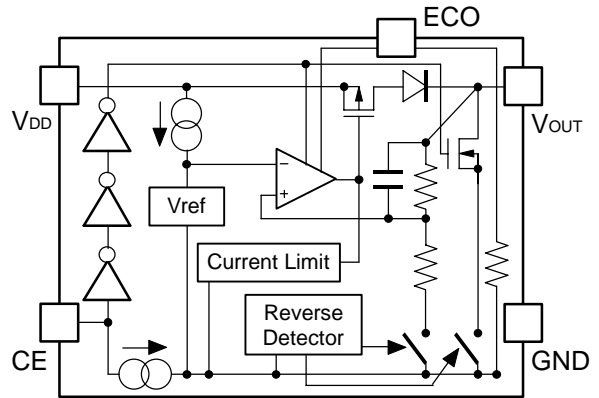 ECO
VDD
VOUT
−
+
Vref
Current Limit
Reverse
Detector
CE
GND